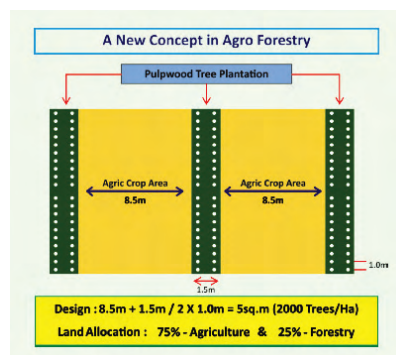 A New Concept in Agro Forestry
Pulpwood Tree Plantation
Agric Crop Area
8.5m
Agric Crop Area
8.5m
1.0m
1.5m
Design : 8.5m + 1.5m / 2 X 1.0m = 5sq.m (2000 Trees/Ha)
Land Allocation : 75% - Agriculture & 25% - Forestry